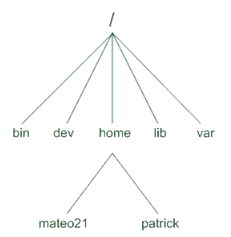 /
bin dev home lib var
mateo21 patrick